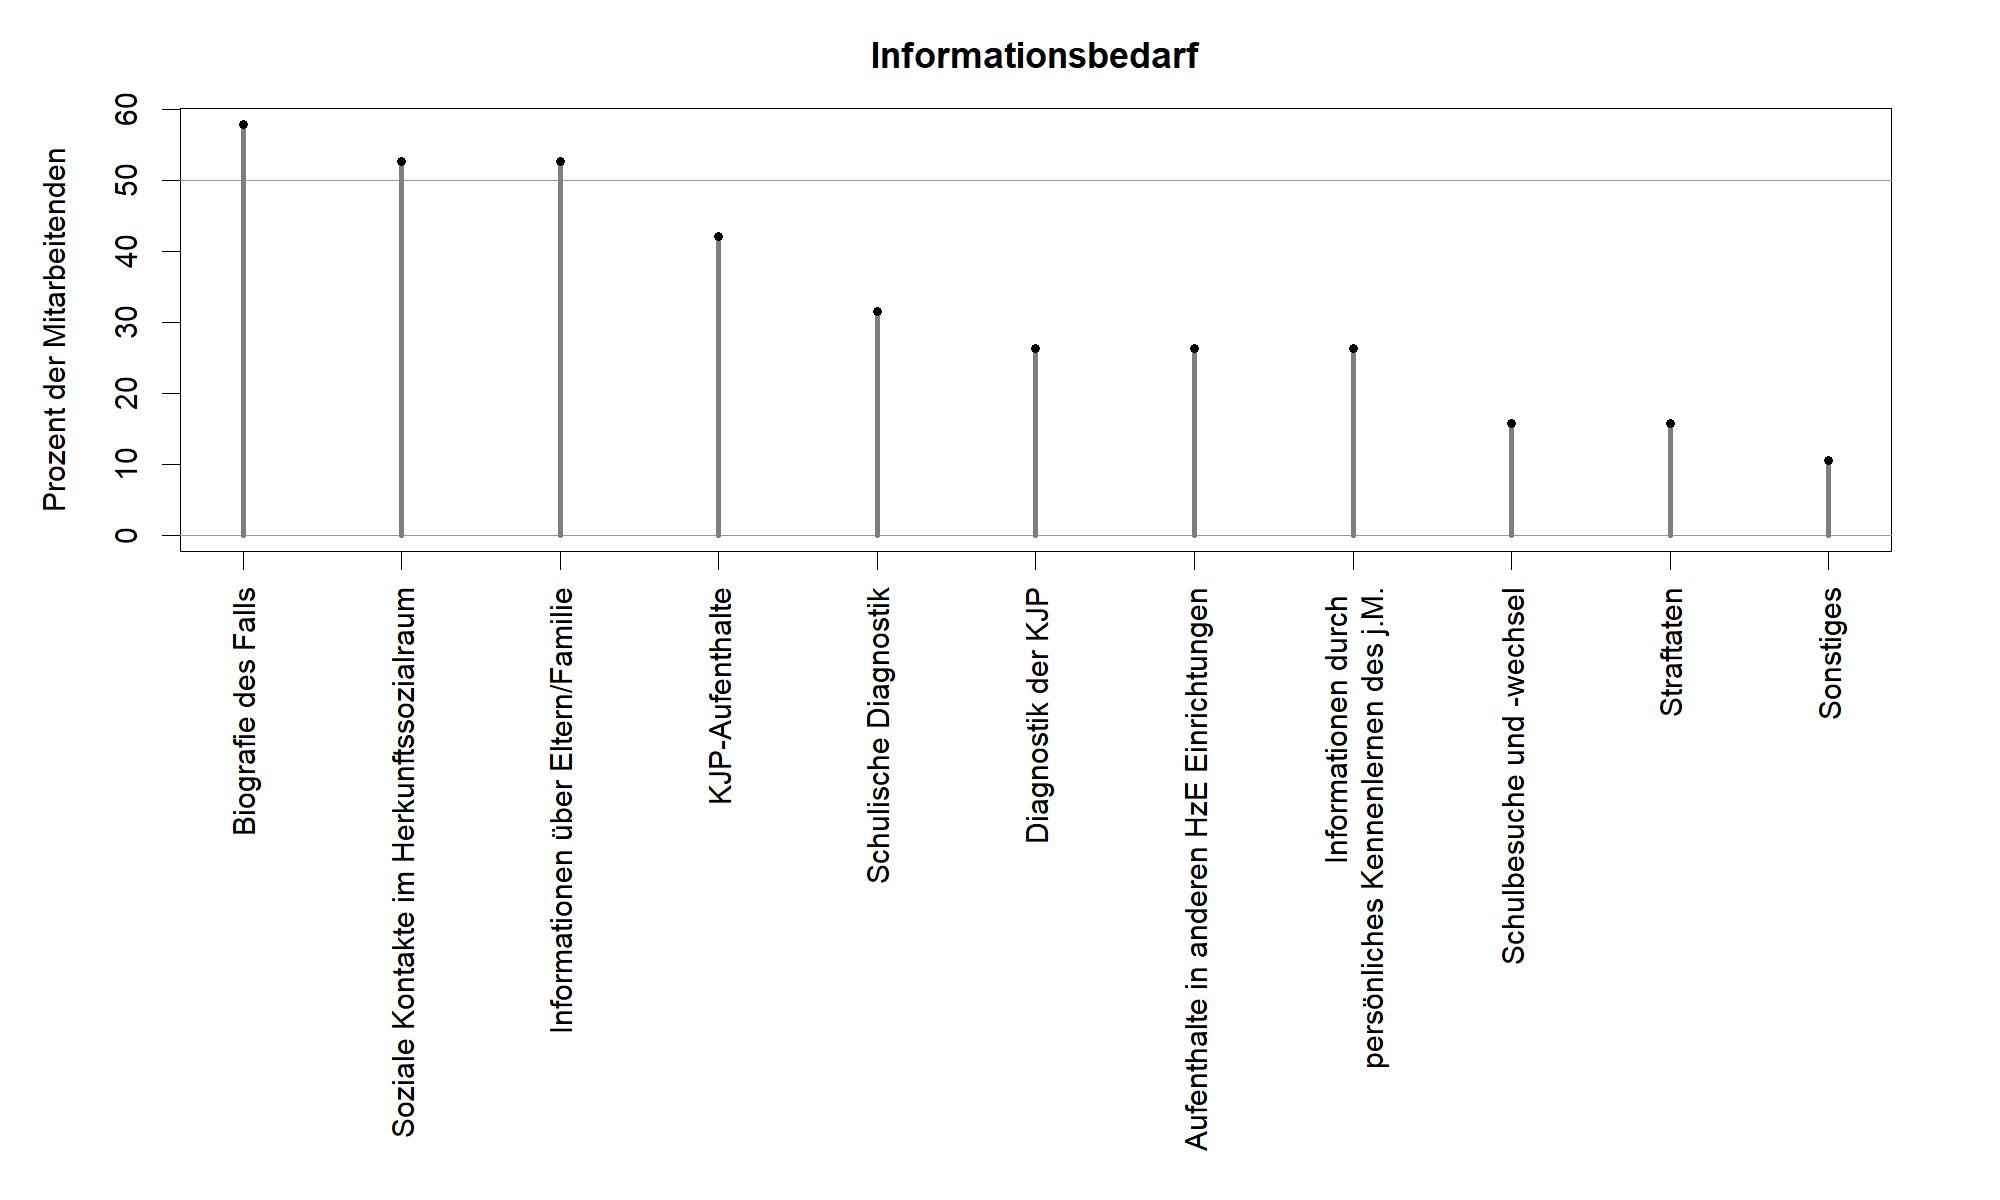 Informationsbedarf
Prozent der Mitarbeitenden
60
50
40
30
20
10
0
Biografie des Falls
Soziale Kontakte im Herkunftssozialraum
Informationen über Eltern/Familie
KJP-Aufenthalte
Schulische Diagnostik
Diagnostik der KJP
Aufenthalte in anderen HzE Einrichtungen
Informationen durch
persönliches Kennenlernen des j.M.
Schulbesuche und -wechsel
Straftaten
Sonstiges